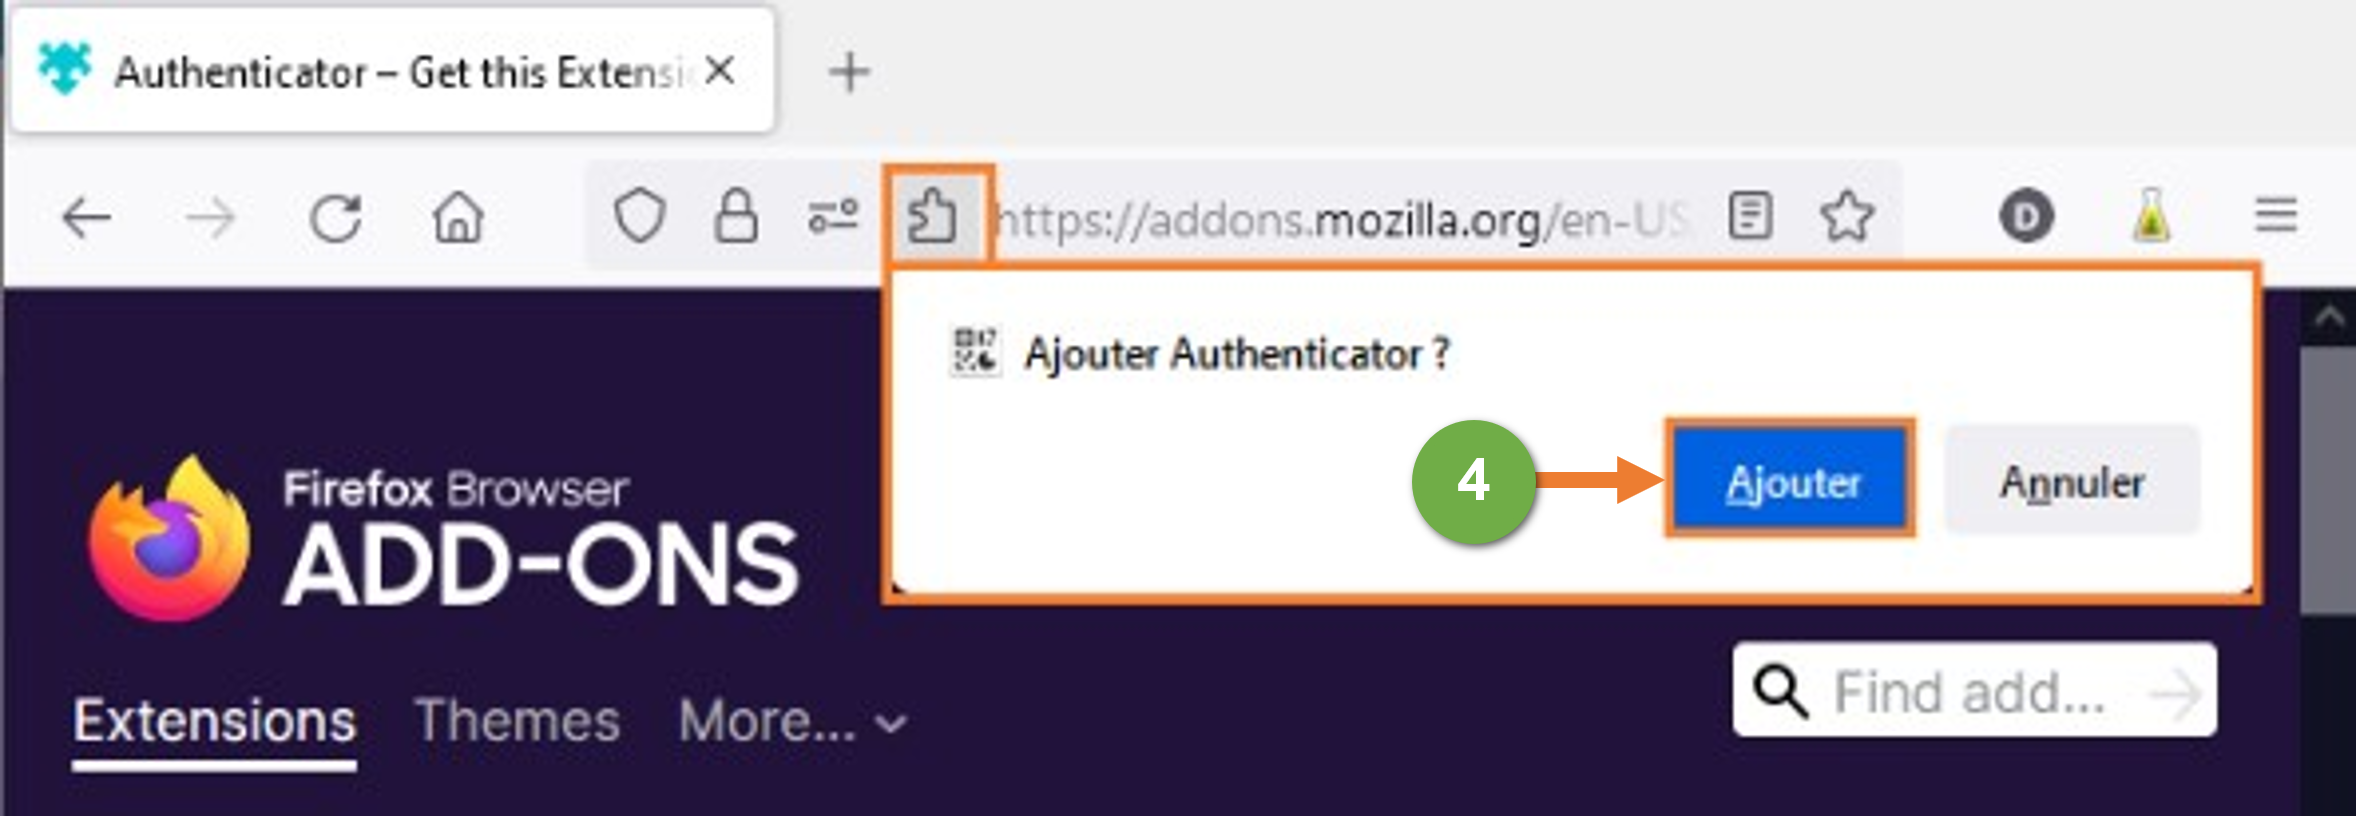 Authenticator – Get this Extensi
https://addons.mozilla.org/en-US
Ajouter Authenticator ?
4
Ajouter
Annuler
Firefox Browser
ADD-ONS
Extensions
Themes
More...
Find add...